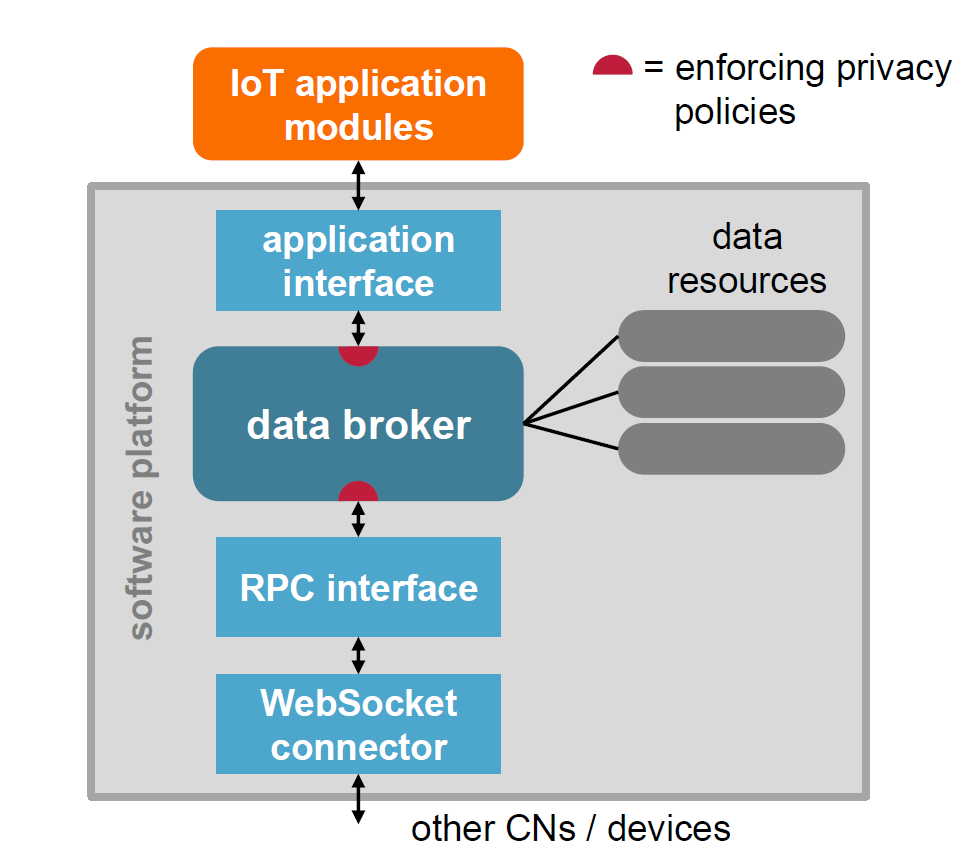 IoT application
modules
= enforcing privacy
policies
application
interface
data
resources
software platform
data broker
RPC interface
WebSocket
connector
other CNs / devices